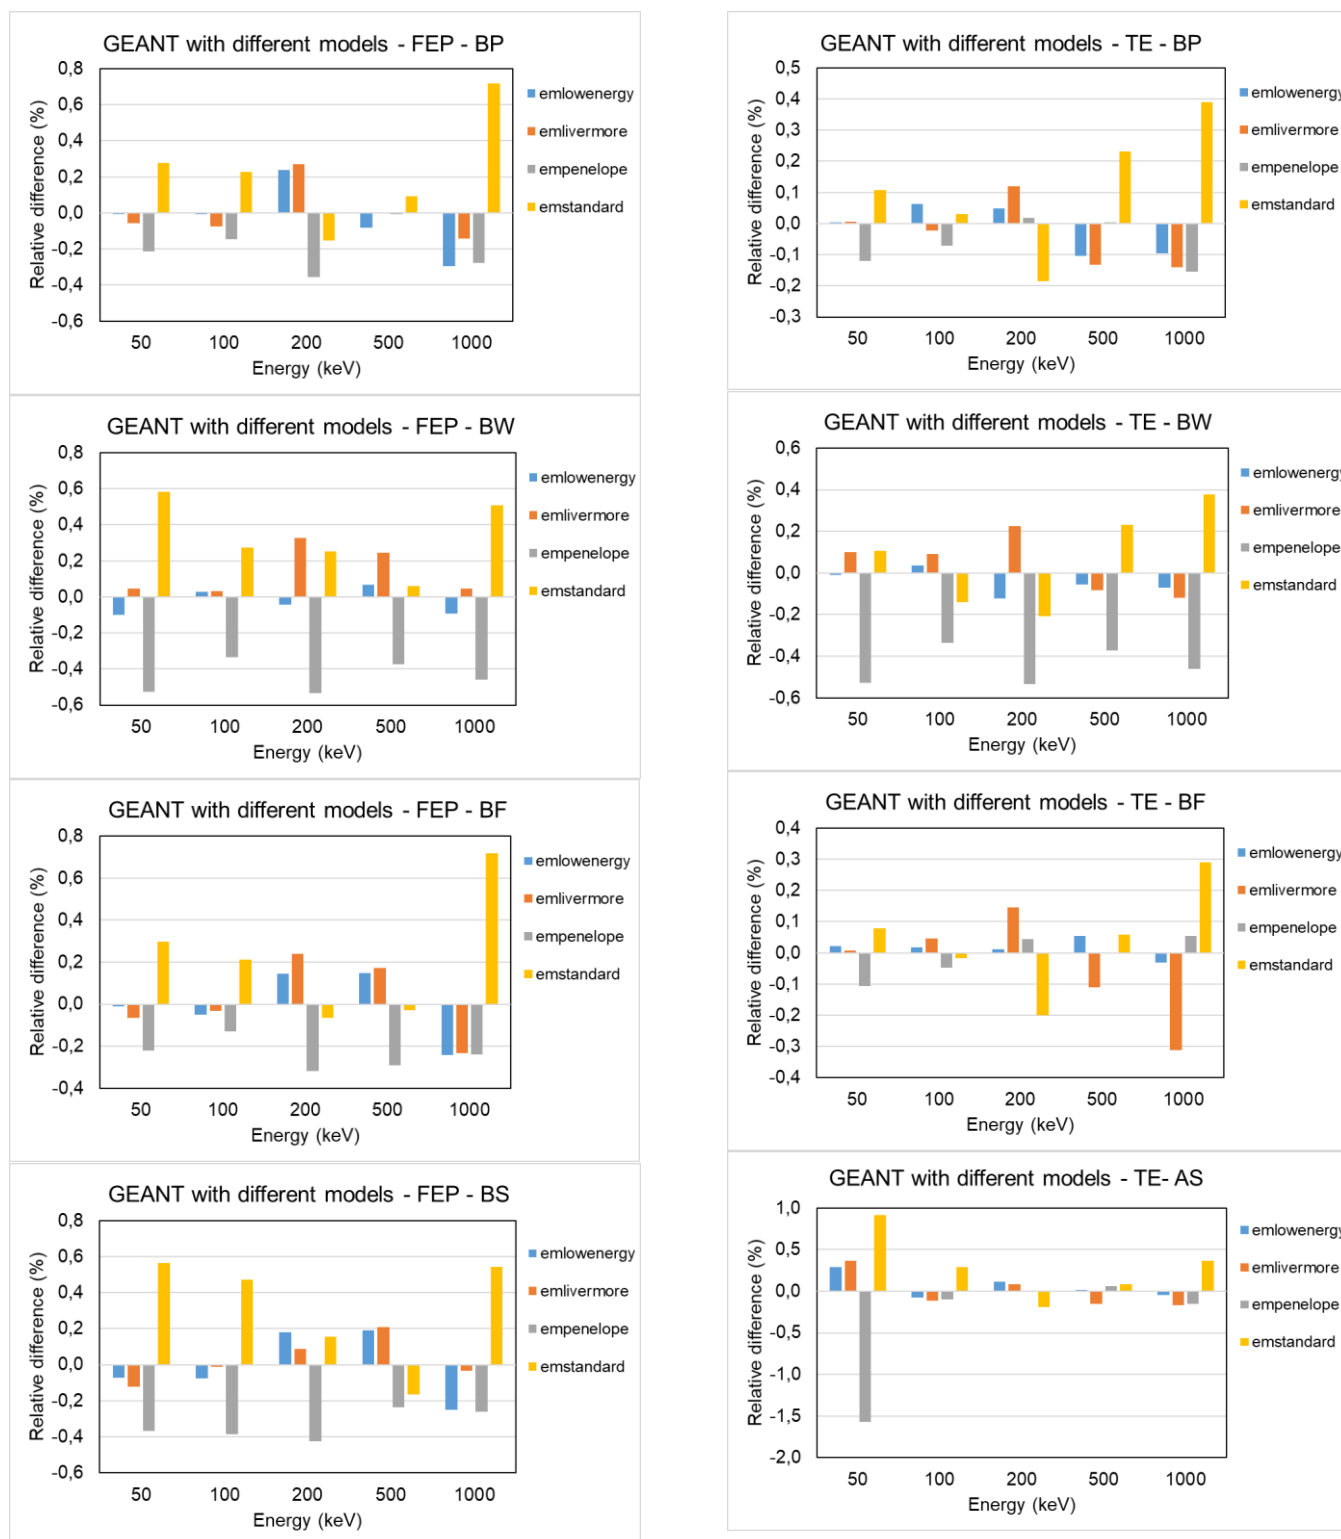 GEANT with different models - FEP - BP
Relative difference (%)
0,8
0,6
0,4
0,2
0,0
-0,2
-0,4
-0,6
50 100 200 500 1000
Energy (keV)
emlowenergy
emlivermore
empenelope
emstandard
GEANT with different models - TE - BP
Relative difference (%)
0,5
0,4
0,3
0,2
0,1
0,0
-0,1
-0,2
-0,3
50 100 200 500 1000
Energy (keV)
emlowenergy
emlivermore
empenelope
emstandard
GEANT with different models - FEP - BW
Relative difference (%)
0,8
0,6
0,4
0,2
0,0
-0,2
-0,4
-0,6
50 100 200 500 1000
Energy (keV)
emlowenergy
emlivermore
empenelope
emstandard
GEANT with different models - TE - BW
Relative difference (%)
0,6
0,4
0,2
0,0
-0,2
-0,4
-0,6
50 100 200 500 1000
Energy (keV)
emlowenergy
emlivermore
empenelope
emstandard
GEANT with different models - FEP - BF
Relative difference (%)
0,8
0,6
0,4
0,2
0,0
-0,2
-0,4
50 100 200 500 1000
Energy (keV)
emlowenergy
emlivermore
empenelope
emstandard
GEANT with different models - TE - BF
Relative difference (%)
0,4
0,3
0,2
0,1
0,0
-0,1
-0,2
-0,3
-0,4
50 100 200 500 1000
Energy (keV)
emlowenergy
emlivermore
empenelope
emstandard
GEANT with different models - FEP - BS
Relative difference (%)
0,8
0,6
0,4
0,2
0,0
-0,2
-0,4
-0,6
50 100 200 500 1000
Energy (keV)
emlowenergy
emlivermore
empenelope
emstandard
GEANT with different models - TE- AS
Relative difference (%)
1,0
0,5
0,0
-0,5
-1,0
-1,5
-2,0
50 100 200 500 1000
Energy (keV)
emlowenergy
emlivermore
empenelope
emstandard